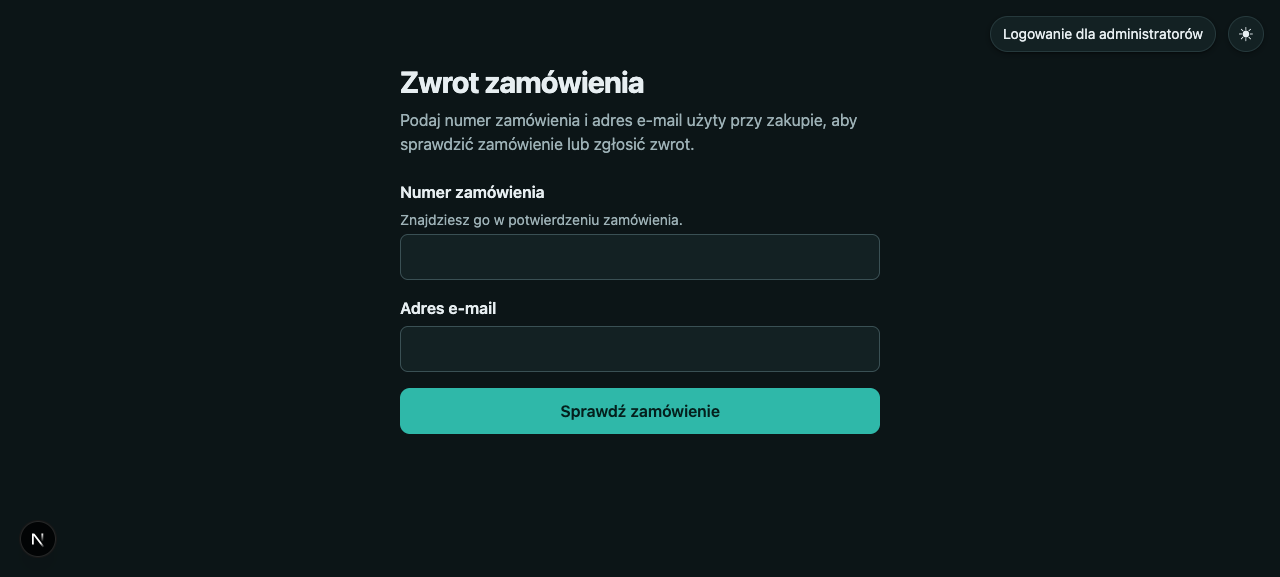 Logowanie dla administratorów
Zwrot zamówienia
Podaj numer zamówienia i adres e-mail użyty przy zakupie, aby
sprawdzić zamówienie lub zgłosić zwrot.
Numer zamówienia
Znajdziesz go w potwierdzeniu zamówienia.
Adres e-mail
Sprawdź zamówienie
N